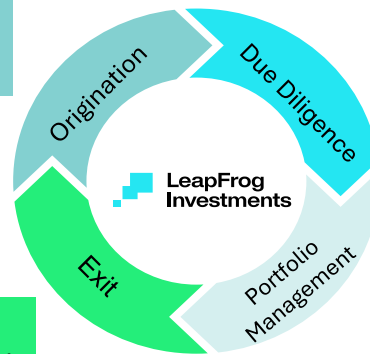 Origination
Due Diligence
LeapFrog
Investments
Exit
Portfolio
Management